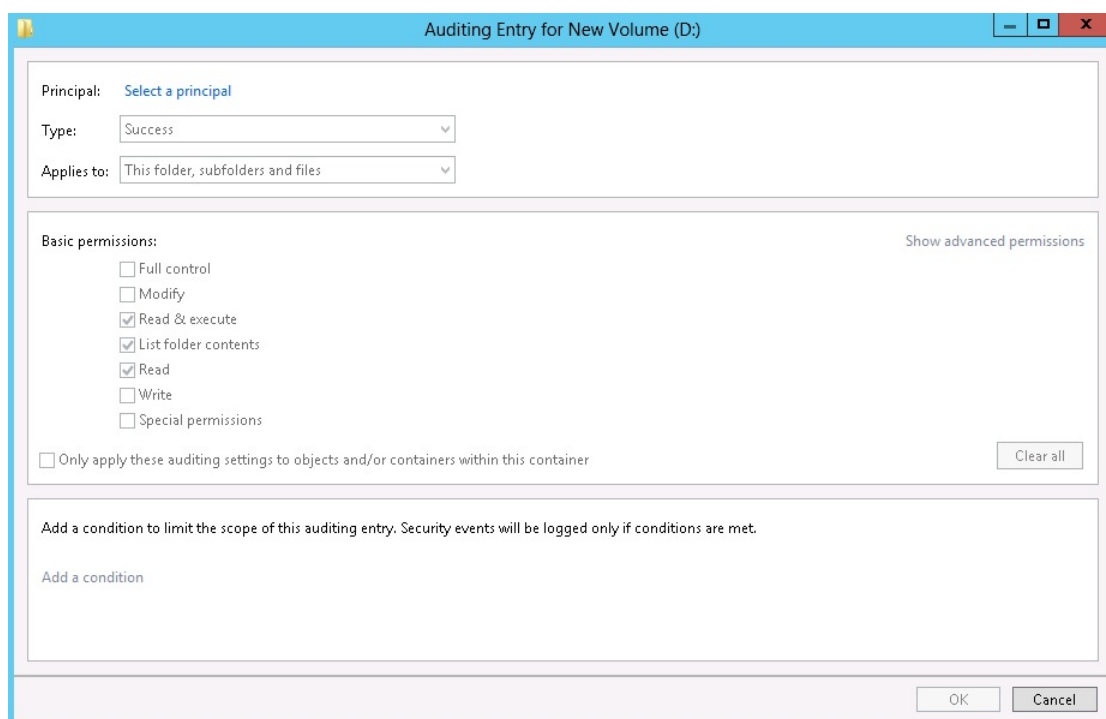 Auditing Entry for New Volume (D:)
Principal: Select a principal
Type: Success
Applies to: This folder, subfolders and files
Basic permissions: Show advanced permissions
Full control
Modify
Read & execute
List folder contents
Read
Write
Special permissions
Only apply these auditing settings to objects and/or containers within this container Clear all
Add a condition to limit the scope of this auditing entry. Security events will be logged only if conditions are met.
Add a condition
OK Cancel